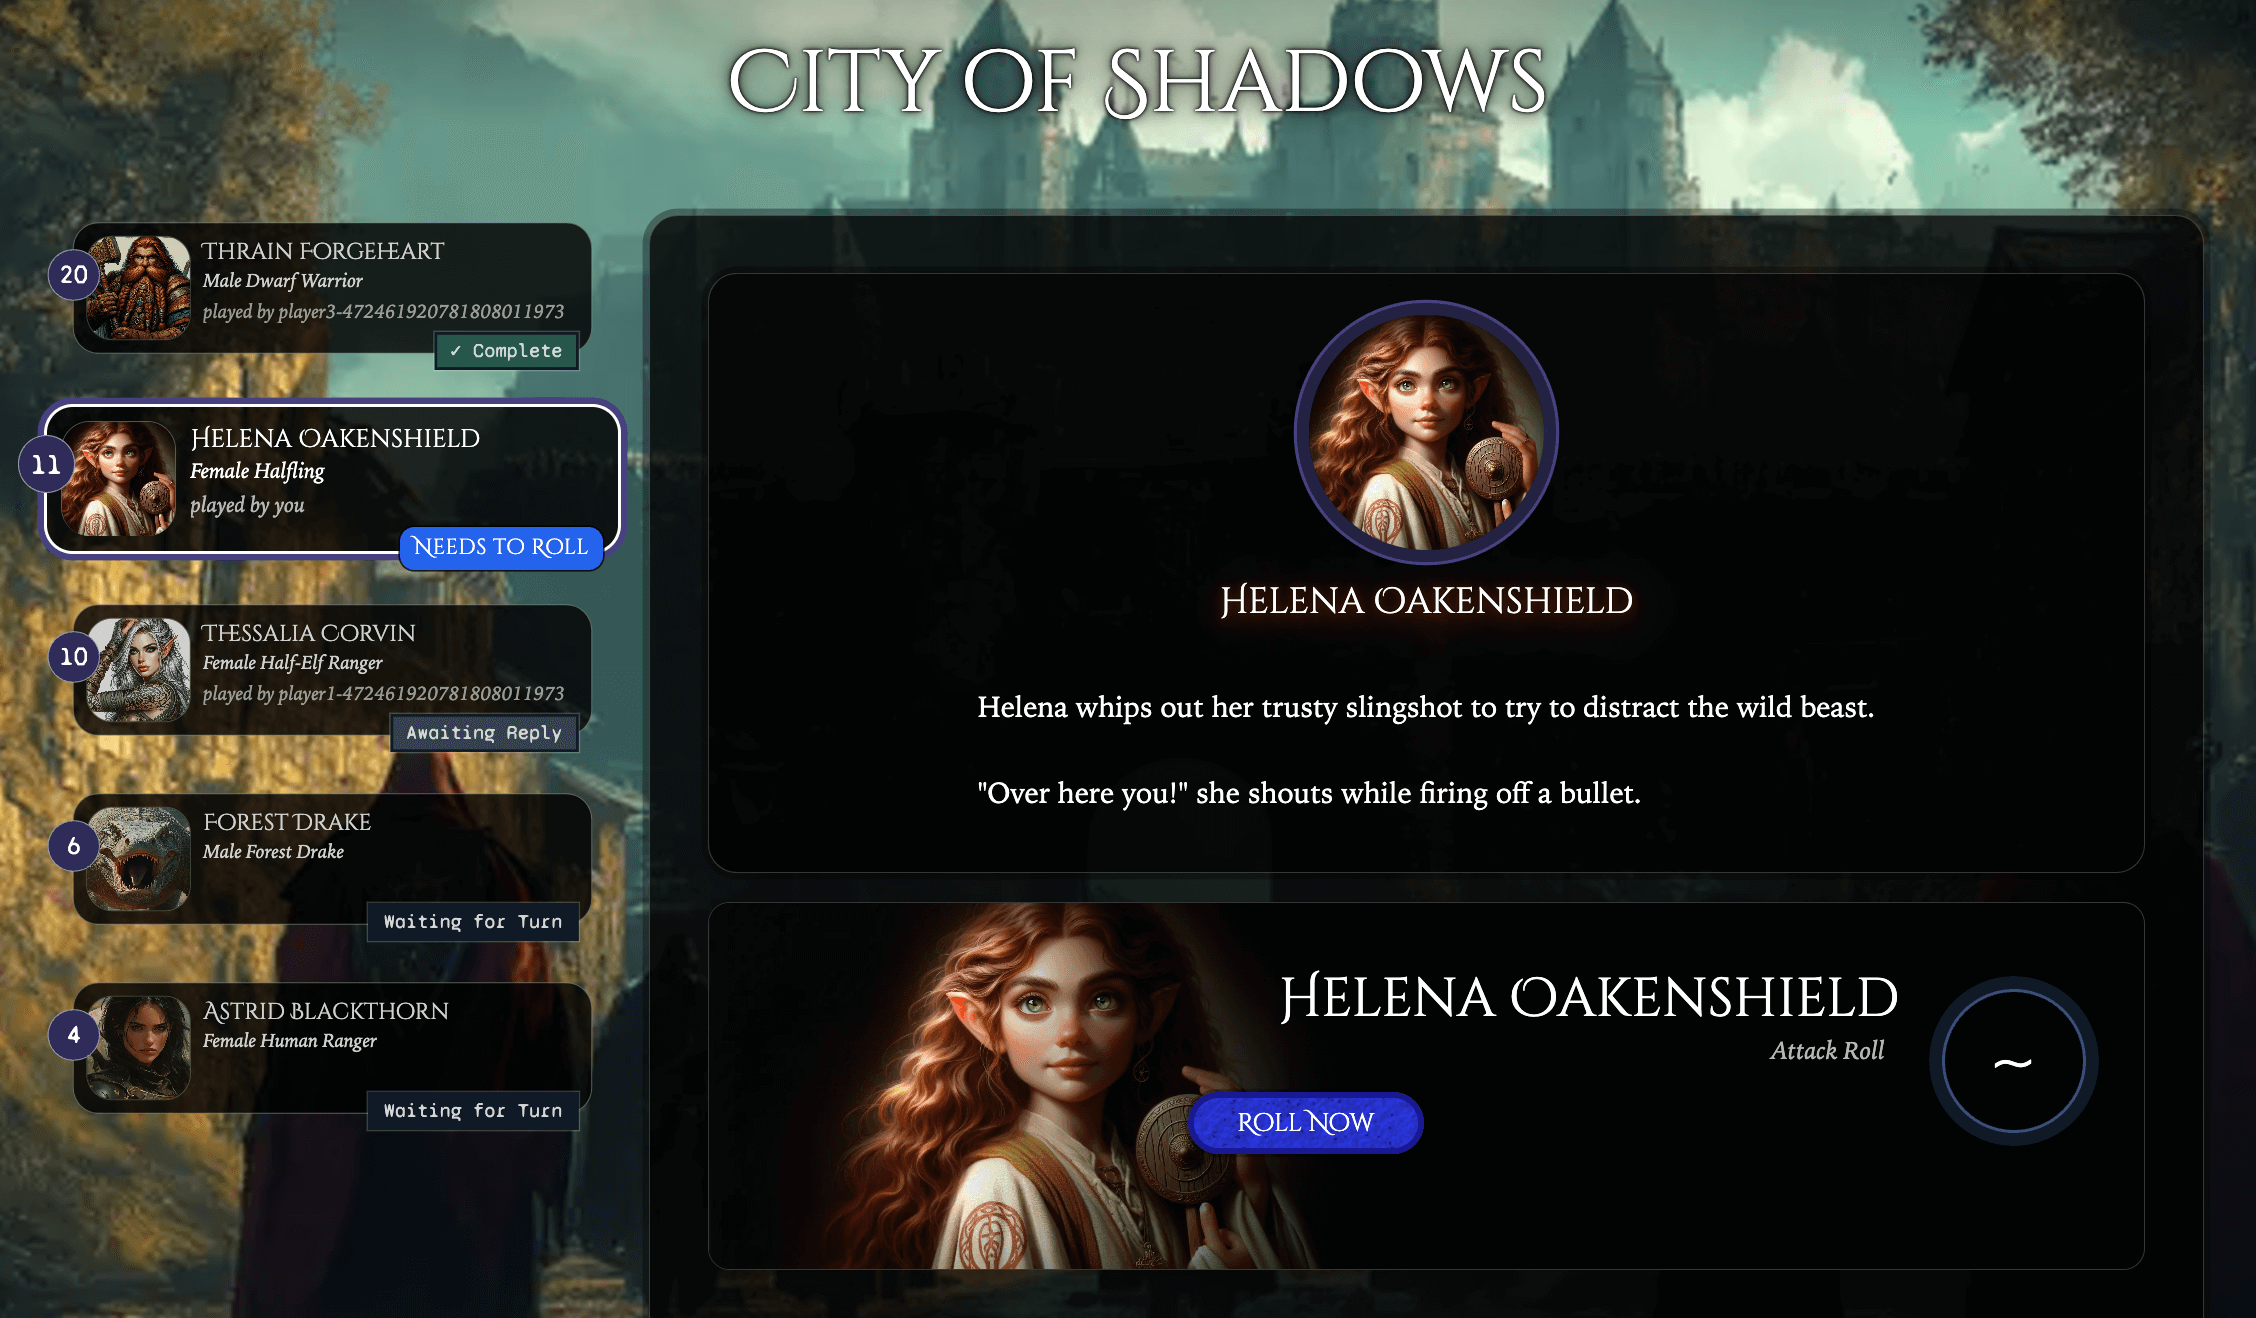 City of Shadows
20
Thrain Forgeheart
Male Dwarf Warrior
played by player3-472461920781808011973
✓ Complete
11
Helena Oakenshield
Female Halfling
played by you
Needs to Roll
10
Thessalia Corvin
Female Half-Elf Ranger
played by player1-472461920781808011973
Awaiting Reply
6
Forest Drake
Male Forest Drake
Waiting for Turn
4
Astrid Blackthorn
Female Human Ranger
Waiting for Turn
Helena Oakenshield
Helena whips out her trusty slingshot to try to distract the wild beast.
"Over here you!" she shouts while firing off a bullet.
Helena Oakenshield
Attack Roll
~
Roll Now